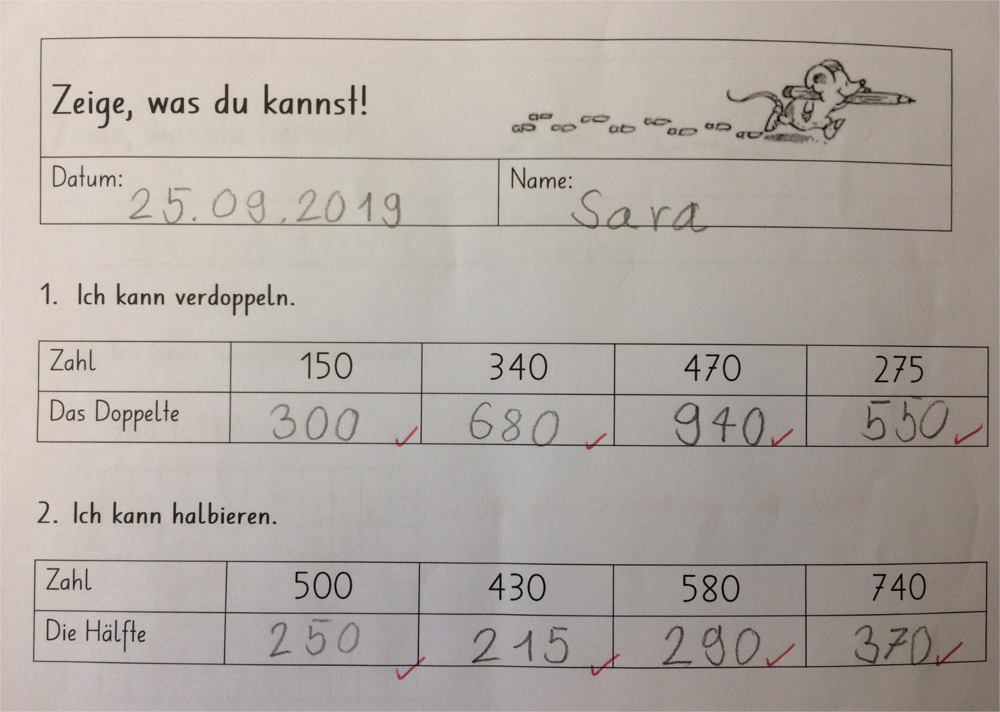 Zeige, was du kannst!
Datum: 25.09.2019 Name: Sara
1. Ich kann verdoppeln.
Zahl 150 340 470 275
Das Doppelte 300 680 940 550
2. Ich kann halbieren.
Zahl 500 430 580 740
Die Hälfte 250 215 290 370